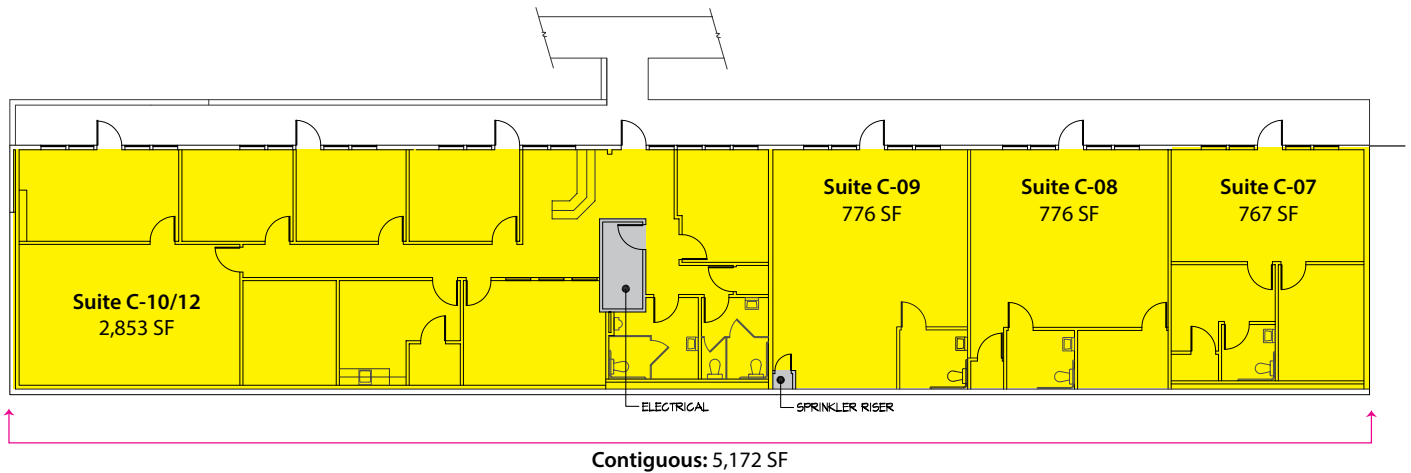 Suite C-09
776 SF
Suite C-08
776 SF
Suite C-07
767 SF
Suite C-10/12
2,853 SF
ELECTRICAL
SPRINKLER RISER
Contiguous: 5,172 SF